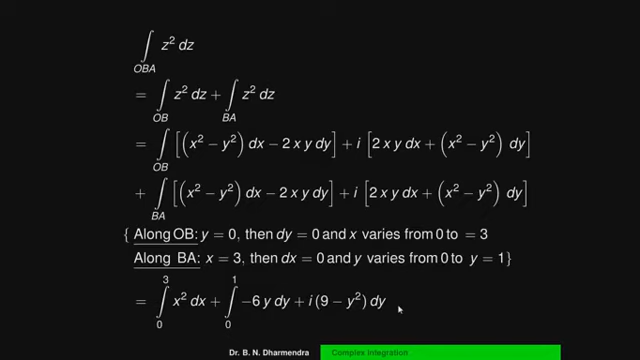 ∫ z² dz
OBA
= ∫ z² dz + ∫ z² dz
OB BA
= ∫ [(x² − y²) dx − 2 x y dy] + i [2 x y dx + (x² − y²) dy]
OB
+ ∫ [(x² − y²) dx − 2 x y dy] + i [2 x y dx + (x² − y²) dy]
BA
{ Along OB: y = 0, then dy = 0 and x varies from 0 to = 3
Along BA: x = 3, then dx = 0 and y varies from 0 to y = 1}
3 1
= ∫ x² dx + ∫ −6 y dy + i (9 − y²) dy
0 0
Dr. B. N. Dharmendra Complex Integration